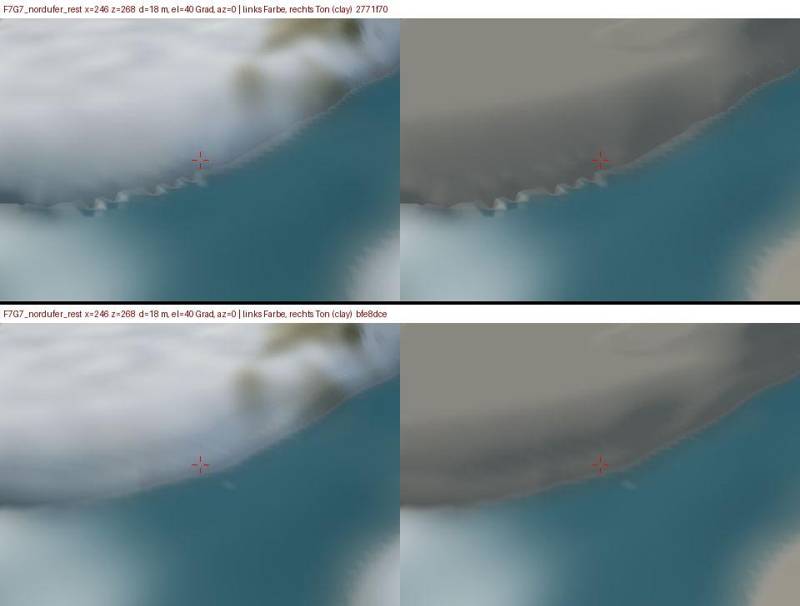 F7G7_nordufer_rest x=246 z=268 d=18 m, el=40 Grad, az=0 | links Farbe, rechts Ton (clay) 2771f70
F7G7_nordufer_rest x=246 z=268 d=18 m, el=40 Grad, az=0 | links Farbe, rechts Ton (clay) bfe8dce